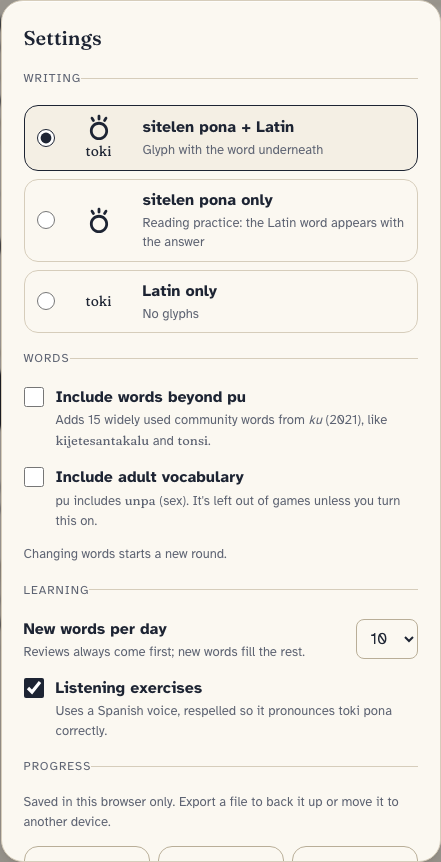 Settings
WRITING
toki
sitelen pona + Latin
Glyph with the word underneath
sitelen pona only
Reading practice: the Latin word appears with
the answer
toki
Latin only
No glyphs
WORDS
Include words beyond pu
Adds 15 widely used community words from ku (2021), like
kijetesantakalu and tonsi.
Include adult vocabulary
pu includes unpa (sex). It's left out of games unless you turn
this on.
Changing words starts a new round.
LEARNING
New words per day
Reviews always come first; new words fill the rest.
10
Listening exercises
Uses a Spanish voice, respelled so it pronounces toki pona
correctly.
PROGRESS
Saved in this browser only. Export a file to back it up or move it to
another device.